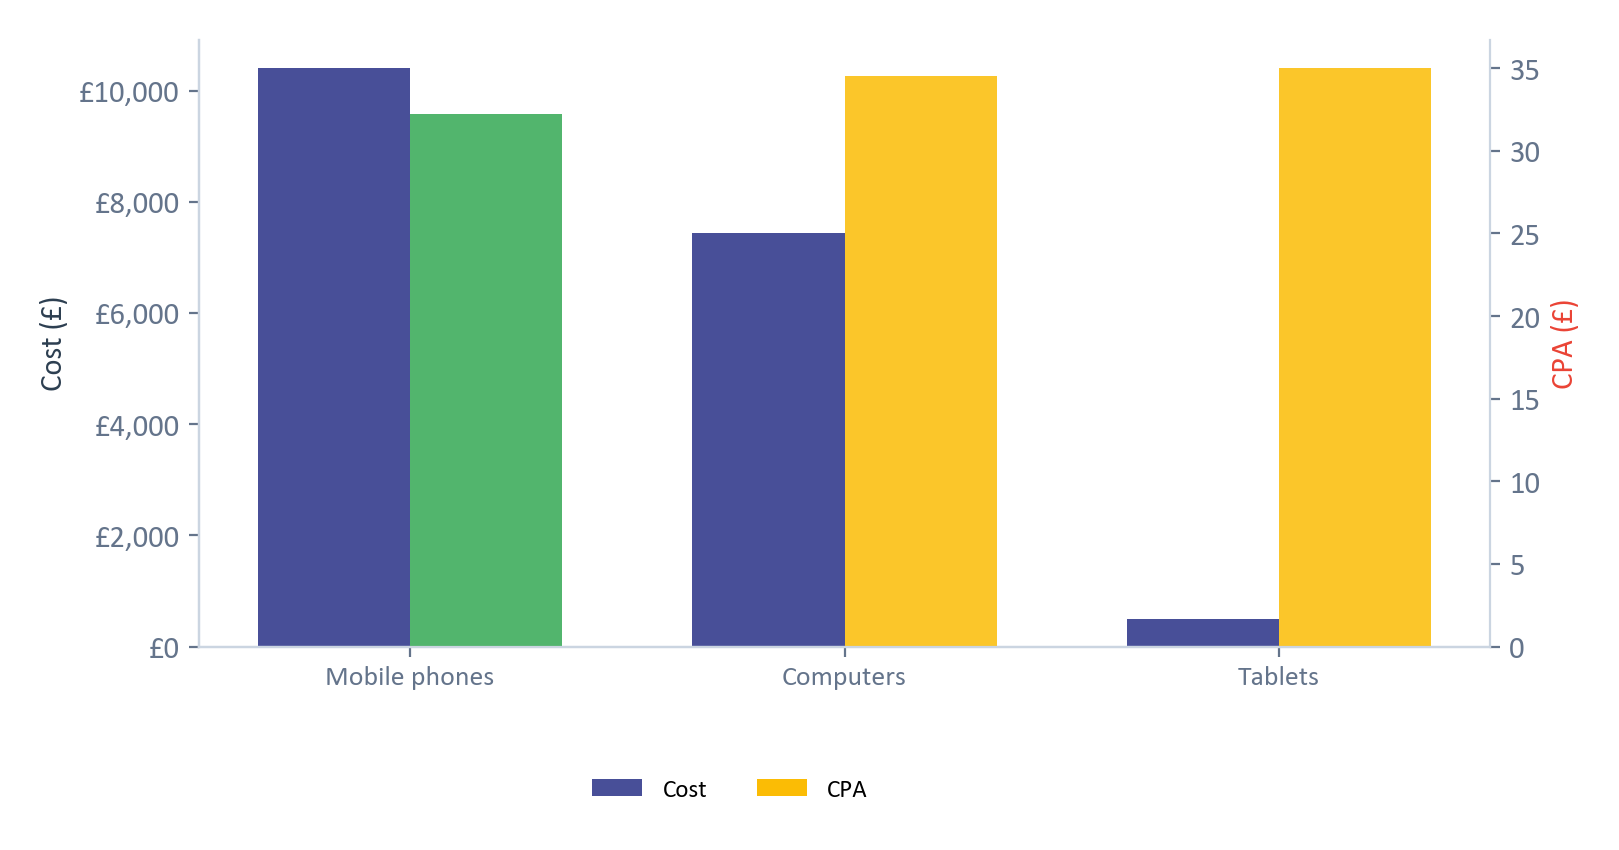 £10,000
£8,000
£6,000
£4,000
£2,000
£0
Cost (£)
35
30
25
20
15
10
5
0
CPA (£)
Mobile phones
Computers
Tablets
Cost
CPA